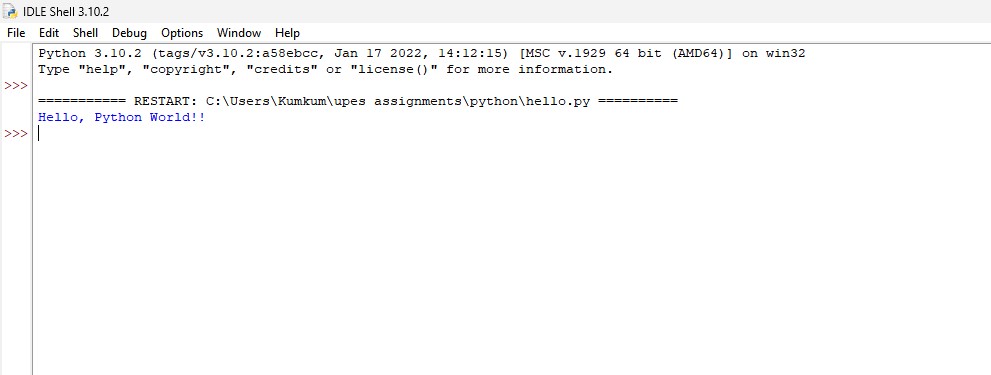 IDLE Shell 3.10.2
File Edit Shell Debug Options Window Help
Python 3.10.2 (tags/v3.10.2:a58ebcc, Jan 17 2022, 14:12:15) [MSC v.1929 64 bit (AMD64)] on win32
Type "help", "copyright", "credits" or "license()" for more information.
>>>
=========== RESTART: C:\Users\Kumkum\upes assignments\python\hello.py ==========
Hello, Python World!!
>>>